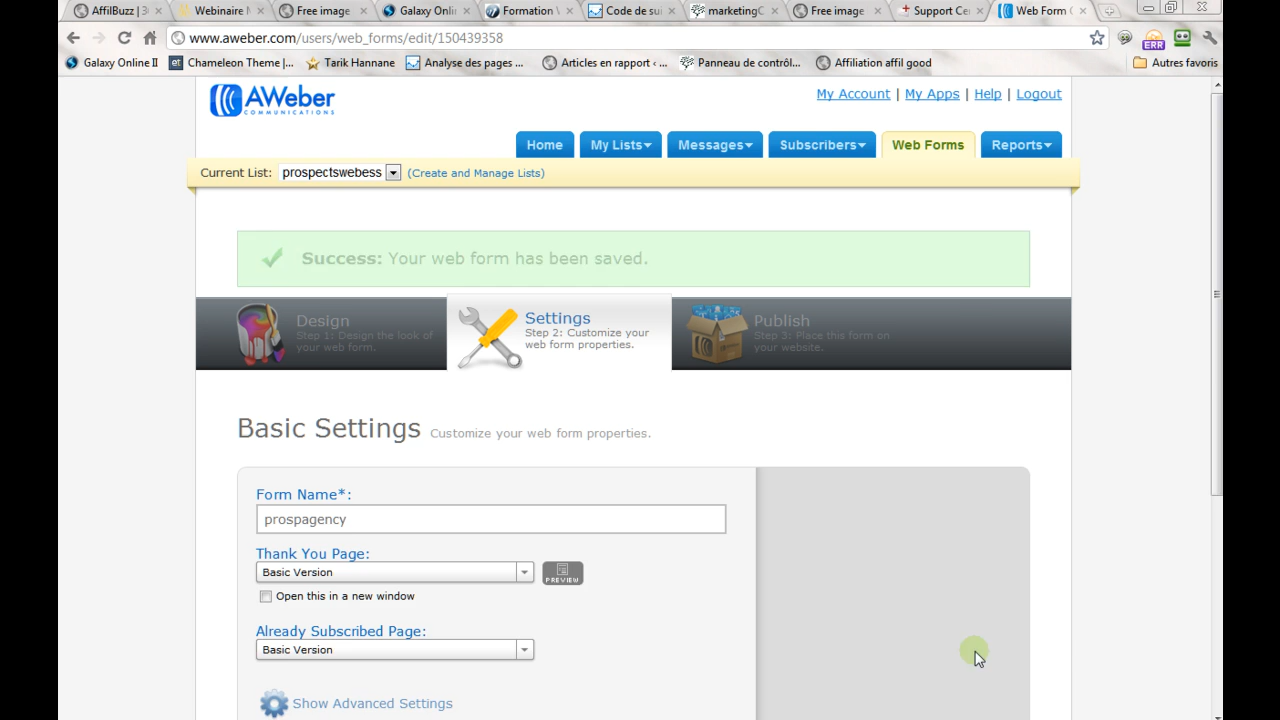 AffilBuzz | 3
Webinaire
Free image
Galaxy Onli
Formation
Code de sui
marketingC
Free image
Support Ce
Web Form
www.aweber.com/users/web_forms/edit/150439358
ERR
Galaxy Online II
Chameleon Theme |...
Tarik Hannane
Analyse des pages ...
Articles en rapport ‹ ...
Panneau de contrôl...
Affiliation affil good
Autres favoris
AWeber
COMMUNICATIONS
My Account | My Apps | Help | Logout
Home
My Lists
Messages
Subscribers
Web Forms
Reports
Current List: prospectswebess (Create and Manage Lists)
Success: Your web form has been saved.
Design
Step 1: Design the look of
your web form.
Settings
Step 2: Customize your
web form properties.
Publish
Step 3: Place this form on
your website.
Basic Settings Customize your web form properties.
Form Name*:
prospagency
Thank You Page:
Basic Version
PREVIEW
Open this in a new window
Already Subscribed Page:
Basic Version
Show Advanced Settings